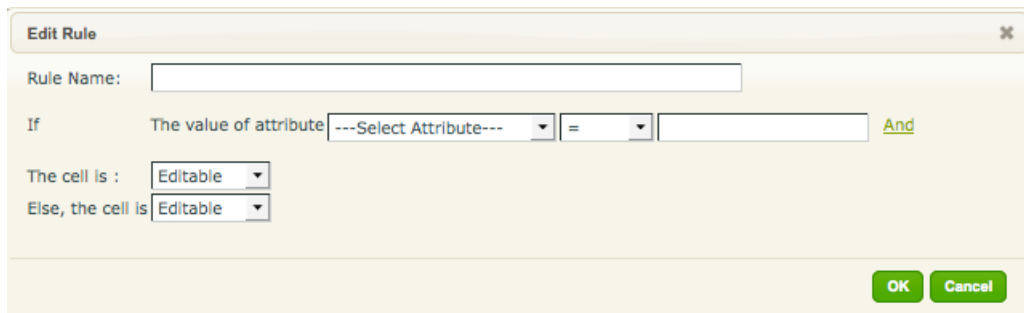 Edit Rule
Rule Name:
If The value of attribute ---Select Attribute--- = And
The cell is : Editable
Else, the cell is Editable
OK Cancel